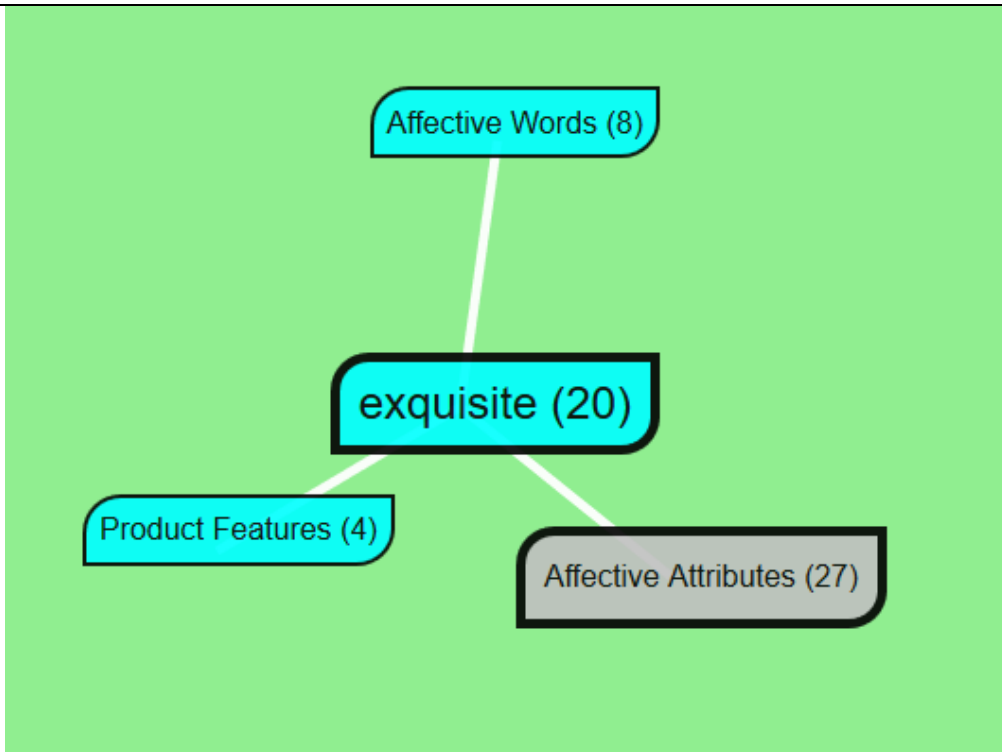 Affective Words (8)
exquisite (20)
Product Features (4)
Affective Attributes (27)